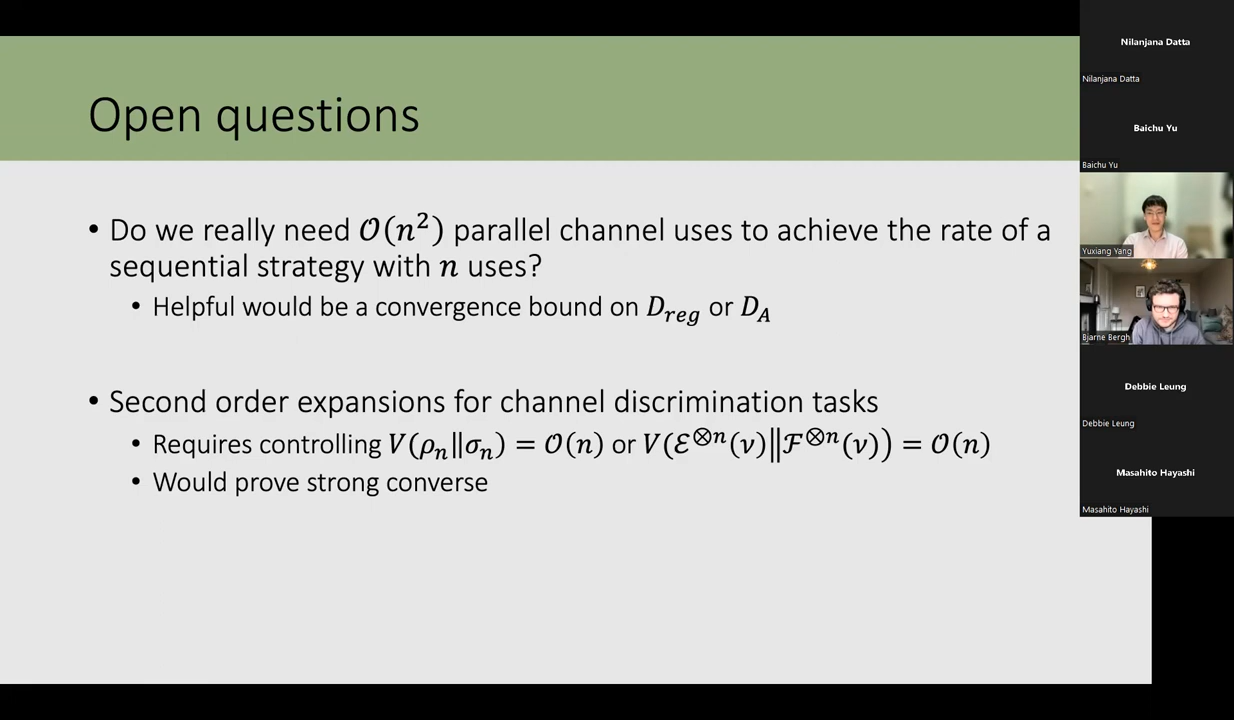 Open questions
• Do we really need 𝒪(n²) parallel channel uses to achieve the rate of a
sequential strategy with n uses?
• Helpful would be a convergence bound on D_reg or D_A
• Second order expansions for channel discrimination tasks
• Requires controlling V(ρ_n‖σ_n) = 𝒪(n) or V(ℰ^⊗n(ν)‖ℱ^⊗n(ν)) = 𝒪(n)
• Would prove strong converse
Nilanjana Datta
Nilanjana Datta
Baichu Yu
Baichu Yu
Yuxiang Yang
Bjarne Bergh
Debbie Leung
Debbie Leung
Masahito Hayashi
Masahito Hayashi